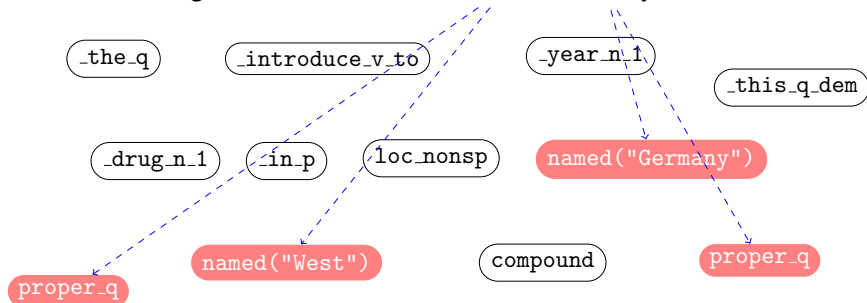 _the_q
_introduce_v_to
_year_n_1
_this_q_dem
_drug_n_1
_in_p
loc_nonsp
named("Germany")
proper_q
named("West")
compound
proper_q